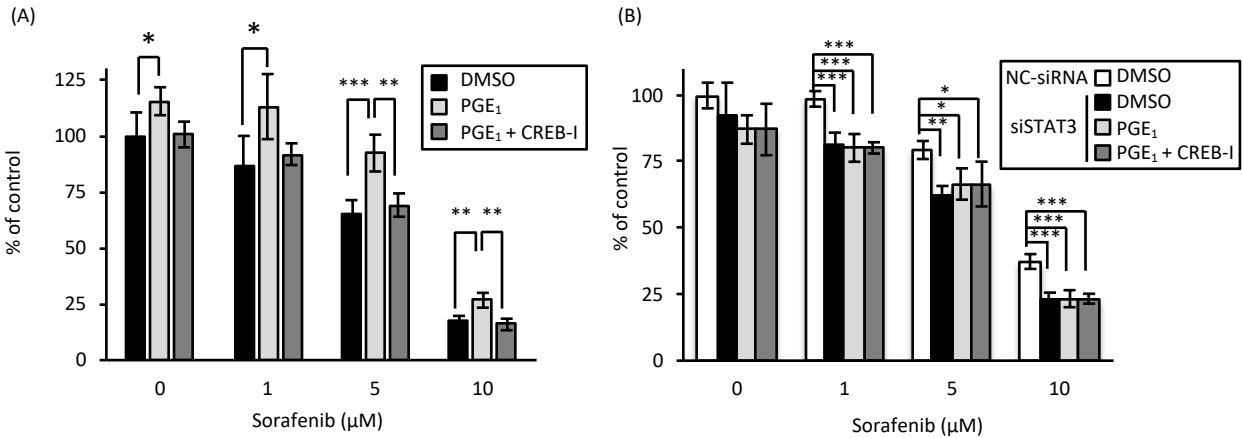 (A)
*
*
***
**
**
**
DMSO
PGE₁
PGE₁ + CREB-I
125
100
75
50
25
0
% of control
0 1 5 10
Sorafenib (µM)
(B)
***
***
***
*
*
**
***
***
***
NC-siRNA DMSO
siSTAT3 DMSO
PGE₁
PGE₁ + CREB-I
100
75
50
25
0
% of control
0 1 5 10
Sorafenib (µM)